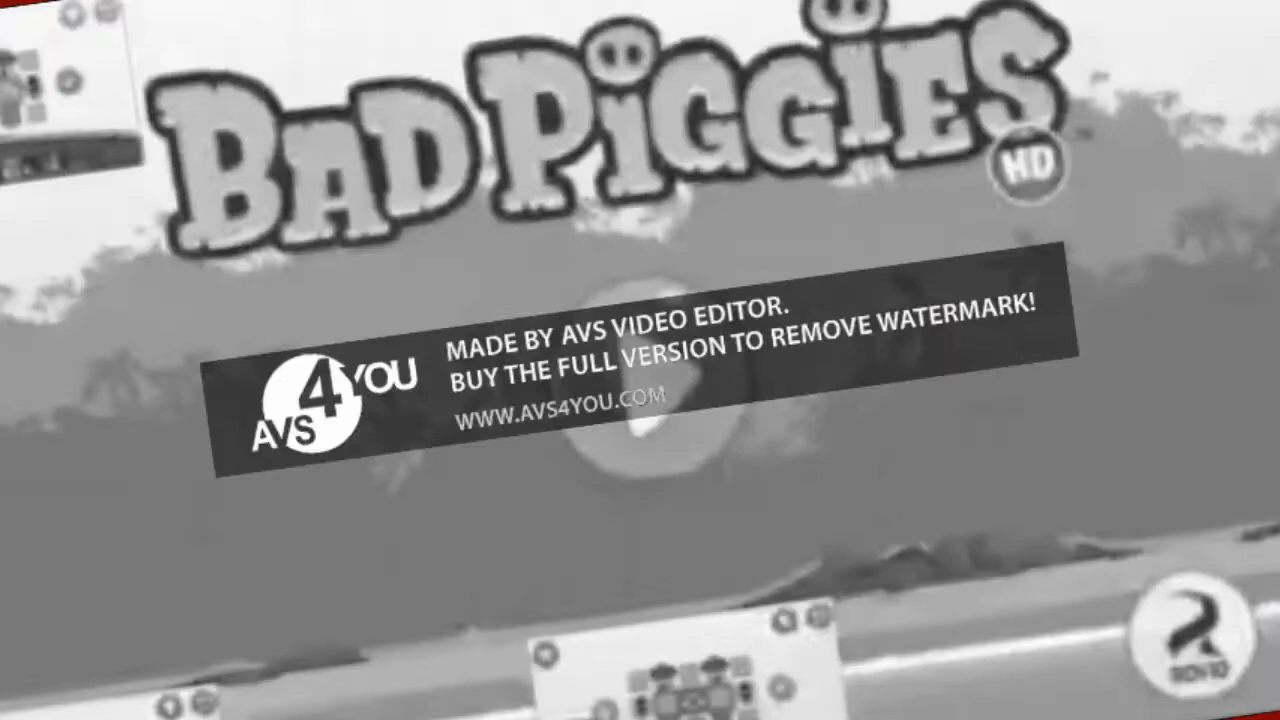 BAD PIGGIES
HD
AVS4YOU
MADE BY AVS VIDEO EDITOR.
BUY THE FULL VERSION TO REMOVE WATERMARK!
WWW.AVS4YOU.COM